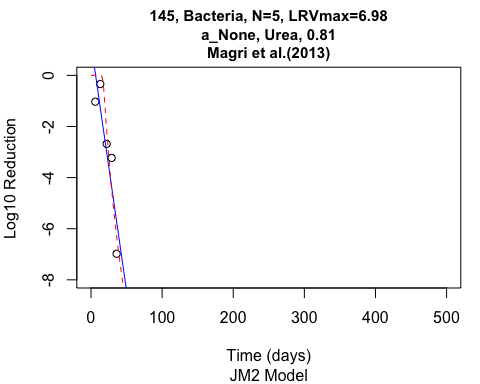 145, Bacteria, N=5, LRVmax=6.98
a_None, Urea, 0.81
Magri et al.(2013)
Log10 Reduction
0
-2
-4
-6
-8
0 100 200 300 400 500
Time (days)
JM2 Model